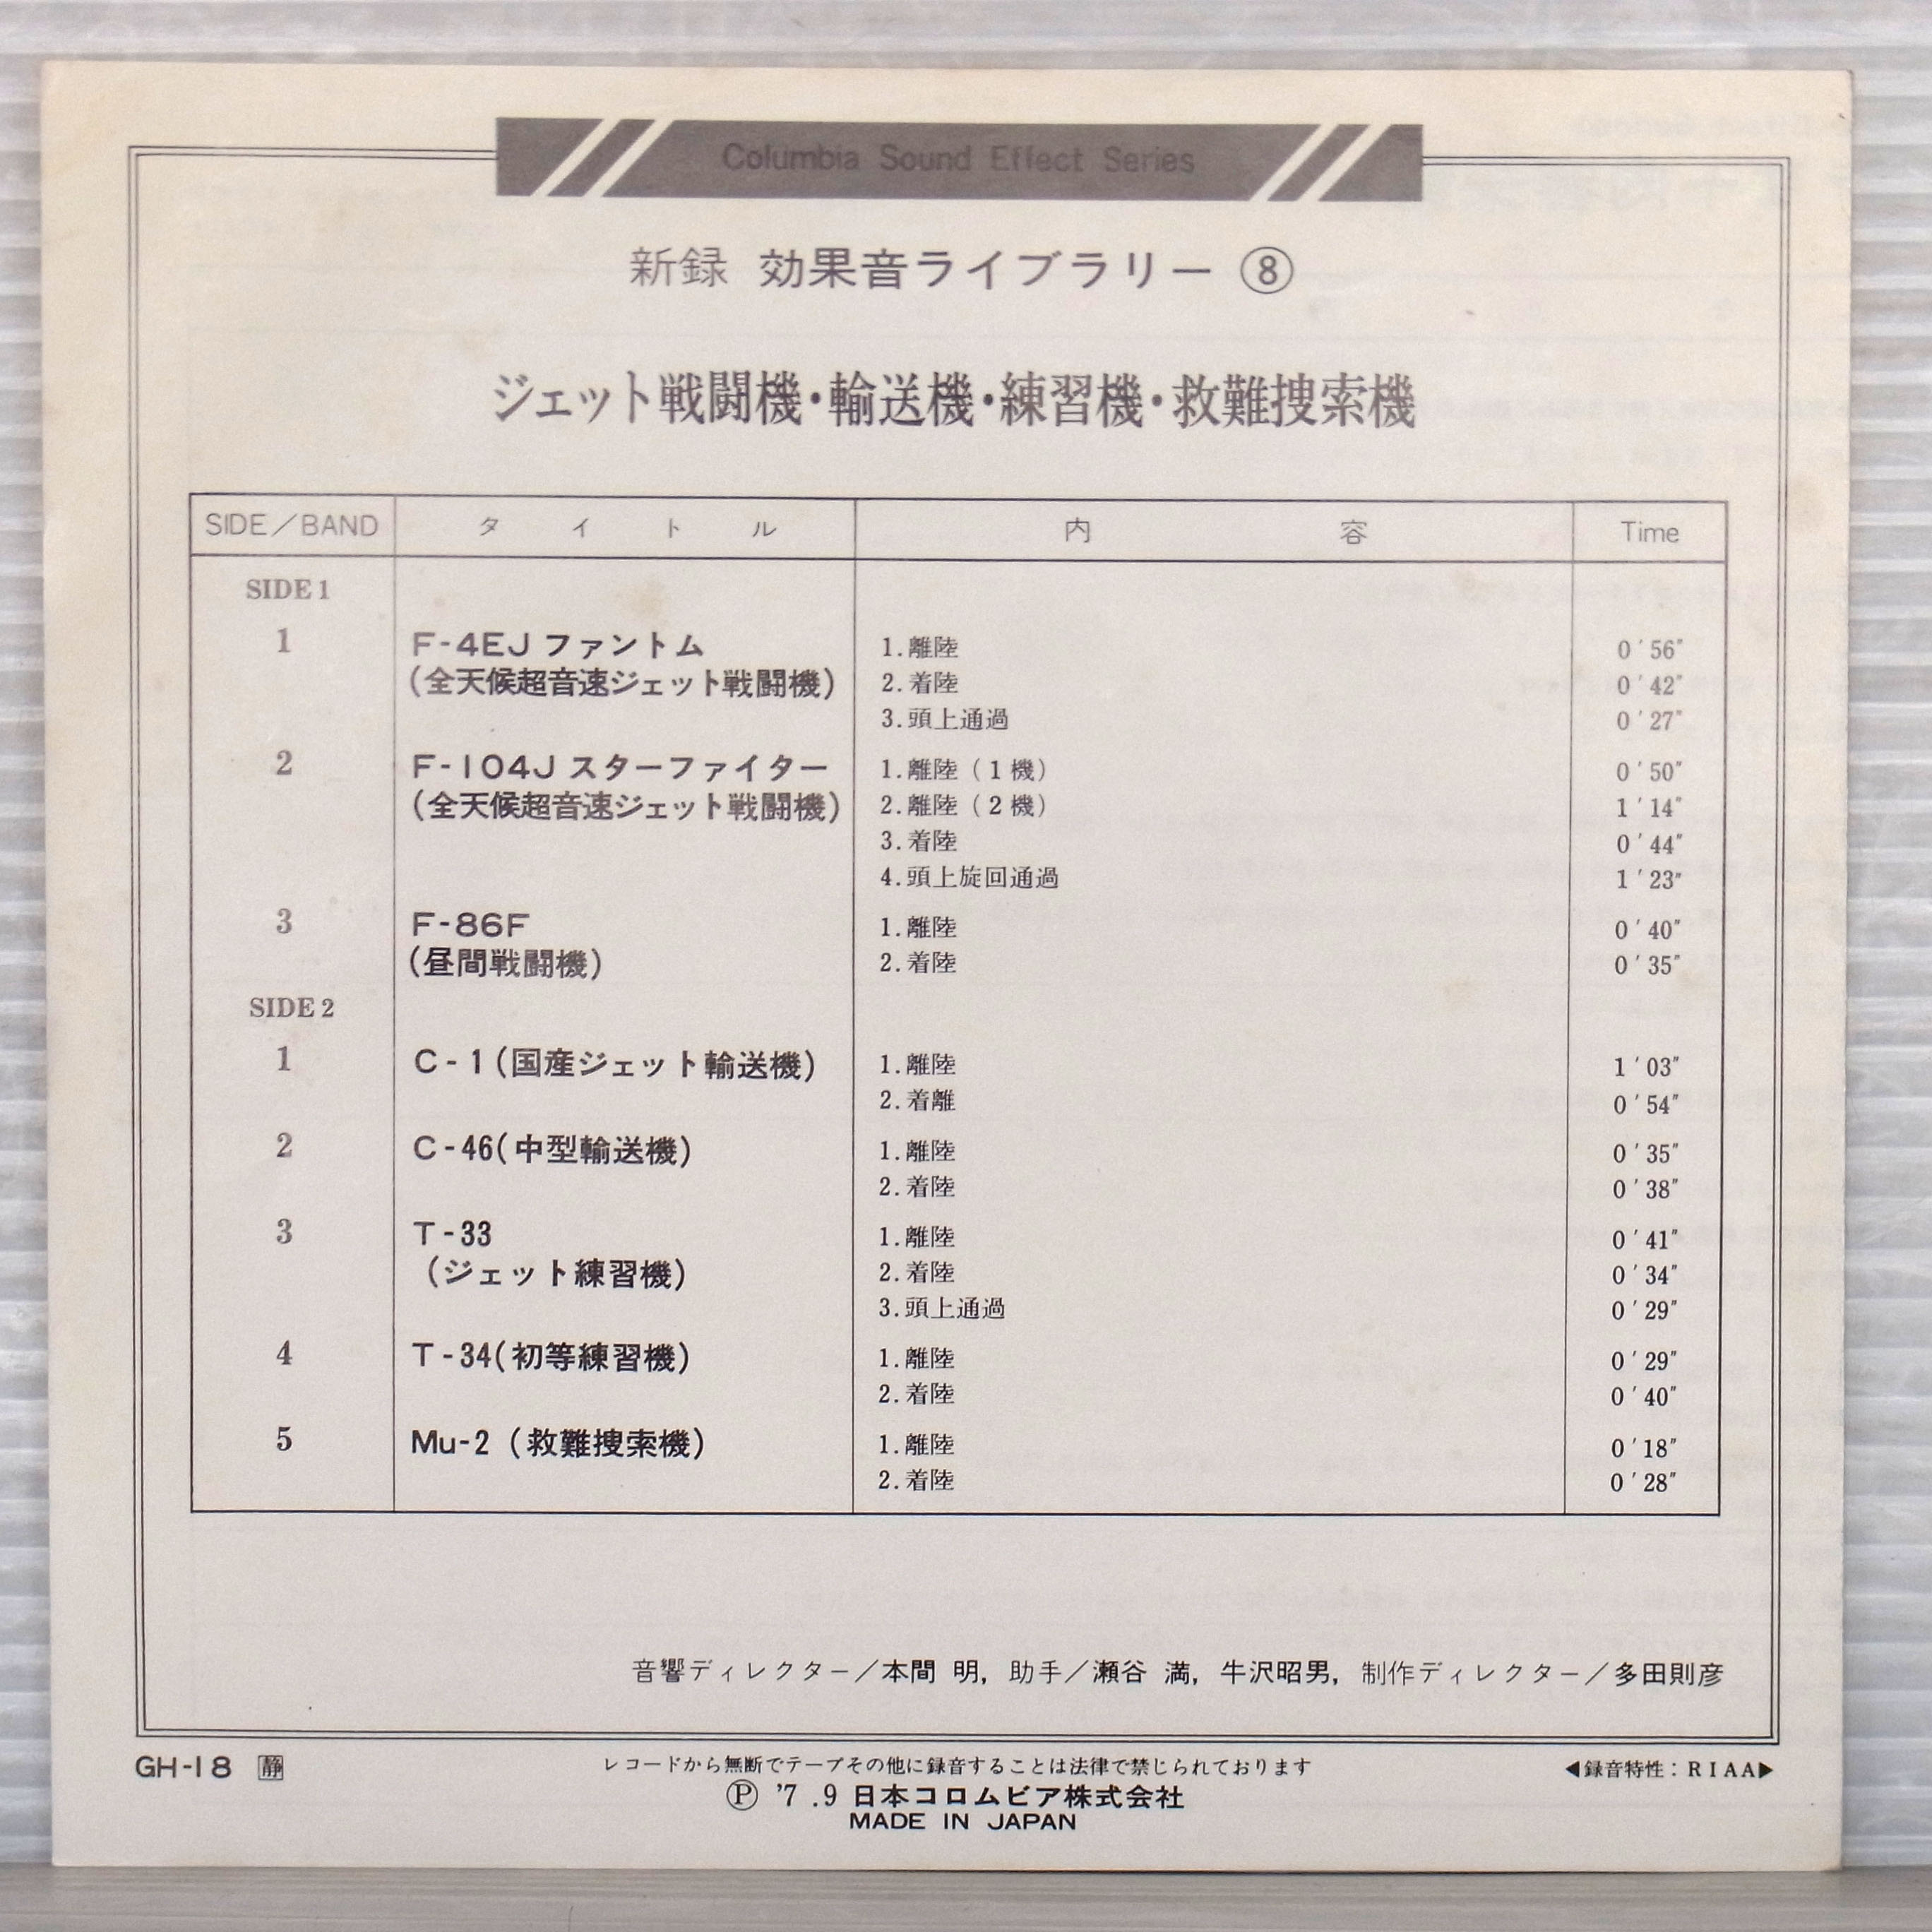 Columbia Sound Effect Series
新録 効果音ライブラリー ⑧
ジェット戦闘機・輸送機・練習機・救難捜索機
SIDE／BAND タイトル 内容 Time
SIDE 1
1 F-4EJ ファントム 1.離陸 0′56″
(全天候超音速ジェット戦闘機) 2.着陸 0′42″
3.頭上通過 0′27″
2 F-104J スターファイター 1.離陸（1機） 0′50″
(全天候超音速ジェット戦闘機) 2.離陸（2機） 1′14″
3.着陸 0′44″
4.頭上旋回通過 1′23″
3 F-86F 1.離陸 0′40″
(昼間戦闘機) 2.着陸 0′35″
SIDE 2
1 C-1(国産ジェット輸送機) 1.離陸 1′03″
2.着離 0′54″
2 C-46(中型輸送機) 1.離陸 0′35″
2.着陸 0′38″
3 T-33 1.離陸 0′41″
(ジェット練習機) 2.着陸 0′34″
3.頭上通過 0′29″
4 T-34(初等練習機) 1.離陸 0′29″
2.着陸 0′40″
5 Mu-2 (救難捜索機) 1.離陸 0′18″
2.着陸 0′28″
音響ディレクター／本間 明, 助手／瀬谷 満, 牛沢昭男, 制作ディレクター／多田則彦
GH-18 静 レコードから無断でテープその他に録音することは法律で禁じられております ◀録音特性：RIAA▶
Ⓟ '7.9 日本コロムビア株式会社
MADE IN JAPAN